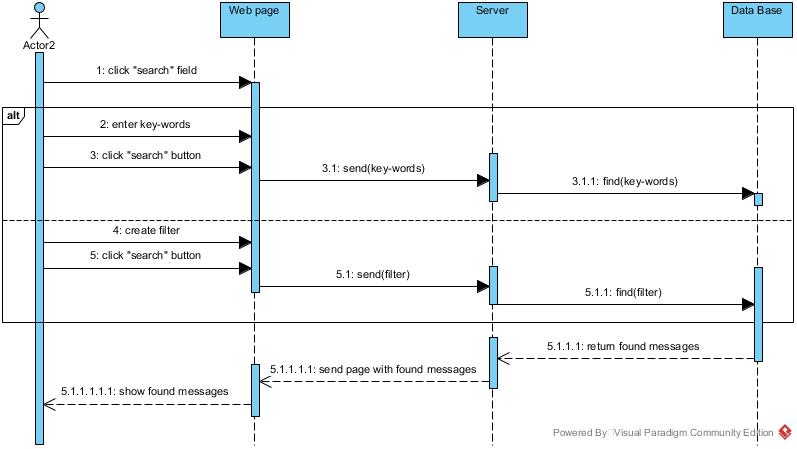 Web page
Server
Data Base
Actor2
1: click "search" field
alt
2: enter key-words
3: click "search" button
3.1: send(key-words)
3.1.1: find(key-words)
4: create filter
5: click "search" button
5.1: send(filter)
5.1.1: find(filter)
5.1.1.1: return found messages
5.1.1.1.1: send page with found messages
5.1.1.1.1.1: show found messages
Powered By Visual Paradigm Community Edition